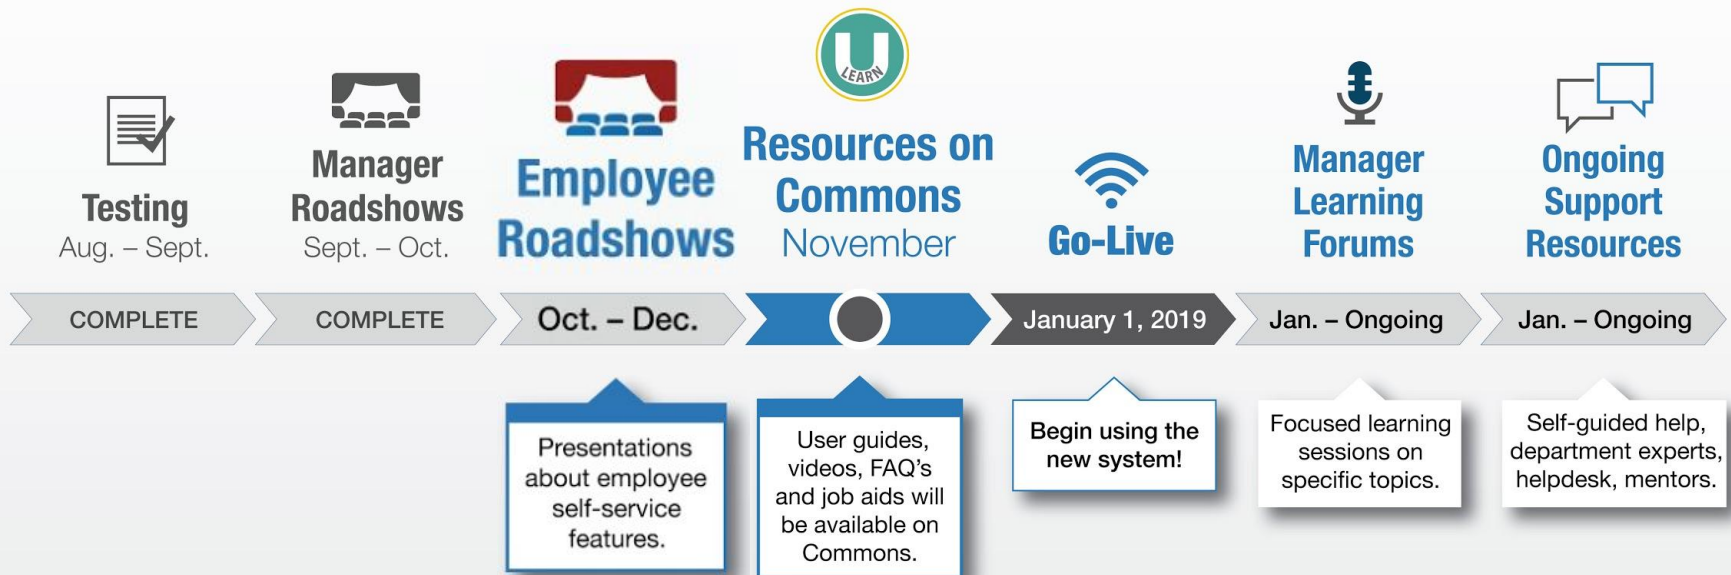 Testing
Aug. – Sept.
COMPLETE
Manager
Roadshows
Sept. – Oct.
COMPLETE
Employee
Roadshows
Oct. – Dec.
Presentations
about employee
self-service
features.
U
LEARN
Resources on
Commons
November
User guides,
videos, FAQ's
and job aids will
be available on
Commons.
Go-Live
January 1, 2019
Begin using the
new system!
Manager
Learning
Forums
Jan. – Ongoing
Focused learning
sessions on
specific topics.
Ongoing
Support
Resources
Jan. – Ongoing
Self-guided help,
department experts,
helpdesk, mentors.